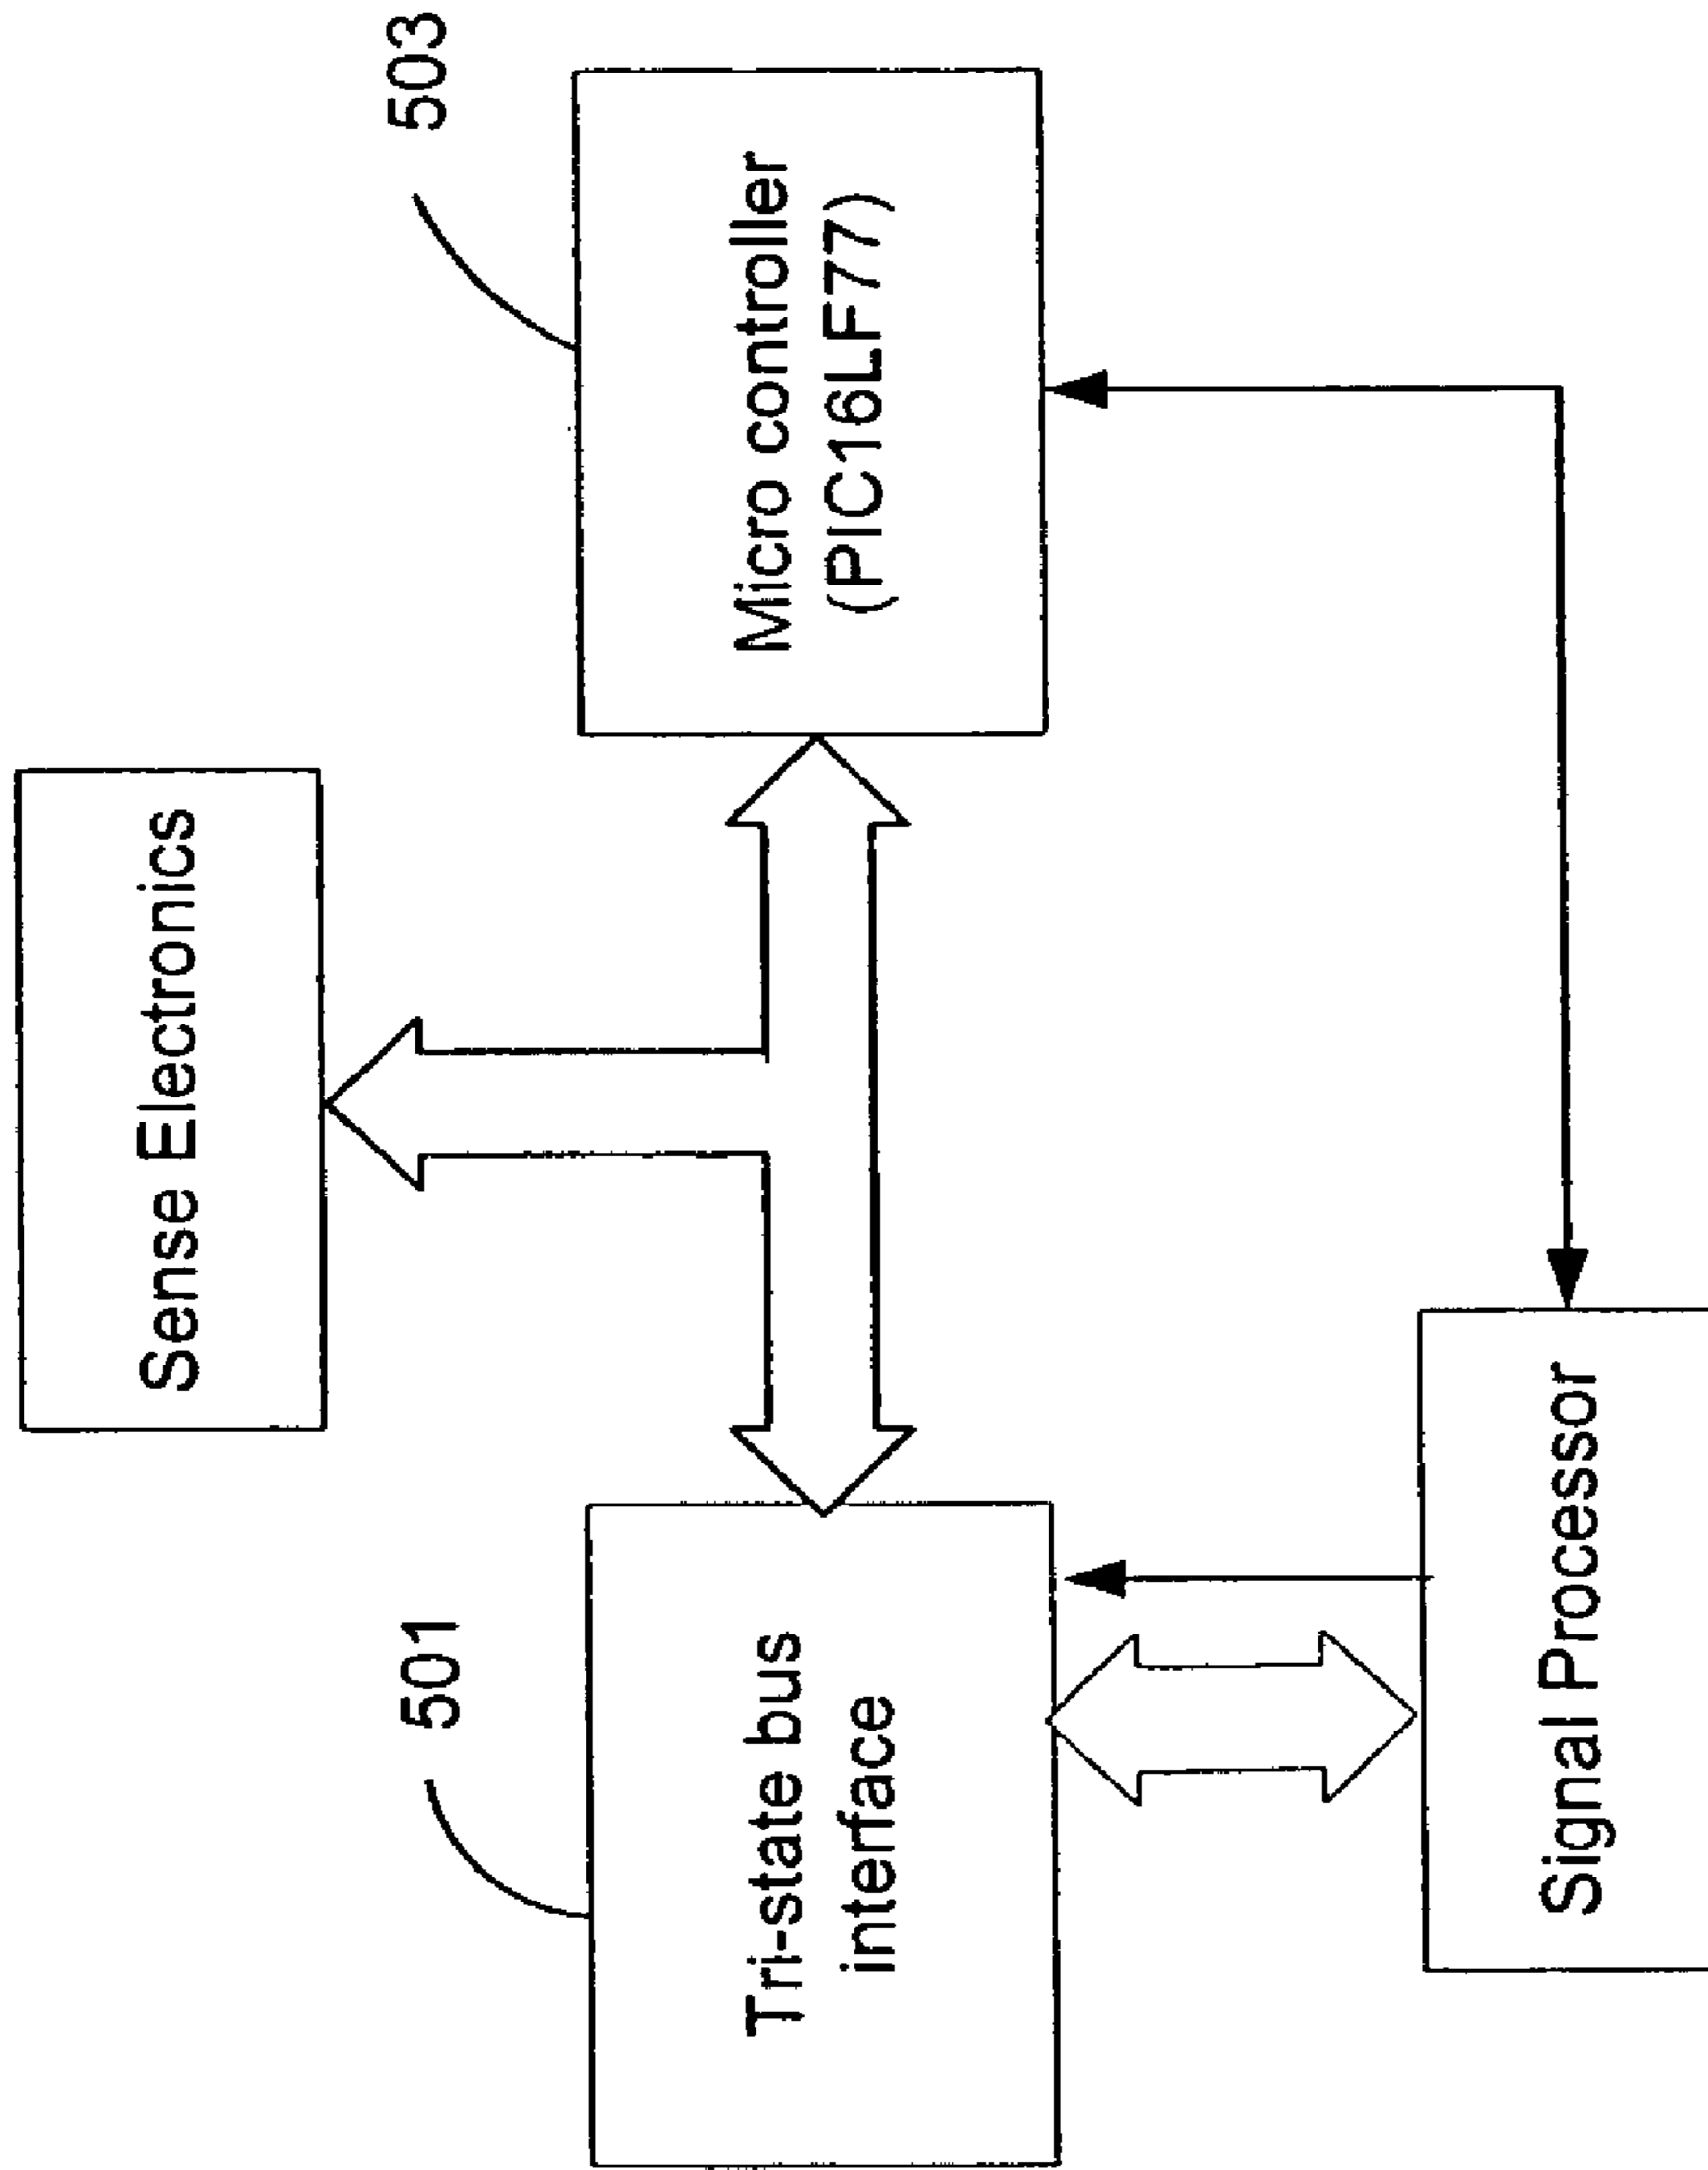 Sense Electronics
501
503
Tri-state bus
interface
Micro controller
(PIC16LF77)
Signal Processor